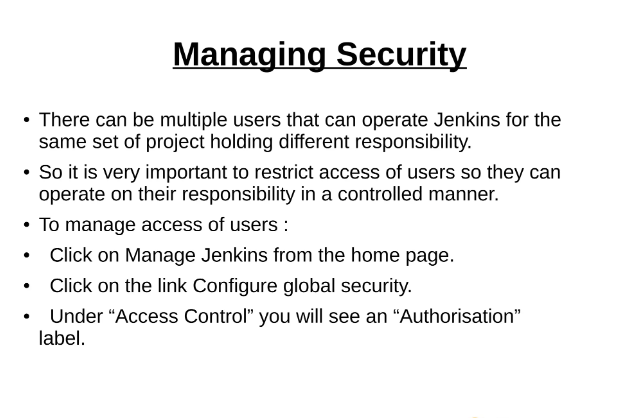 Managing Security
• There can be multiple users that can operate Jenkins for the
same set of project holding different responsibility.
• So it is very important to restrict access of users so they can
operate on their responsibility in a controlled manner.
• To manage access of users :
• Click on Manage Jenkins from the home page.
• Click on the link Configure global security.
• Under “Access Control” you will see an “Authorisation”
label.